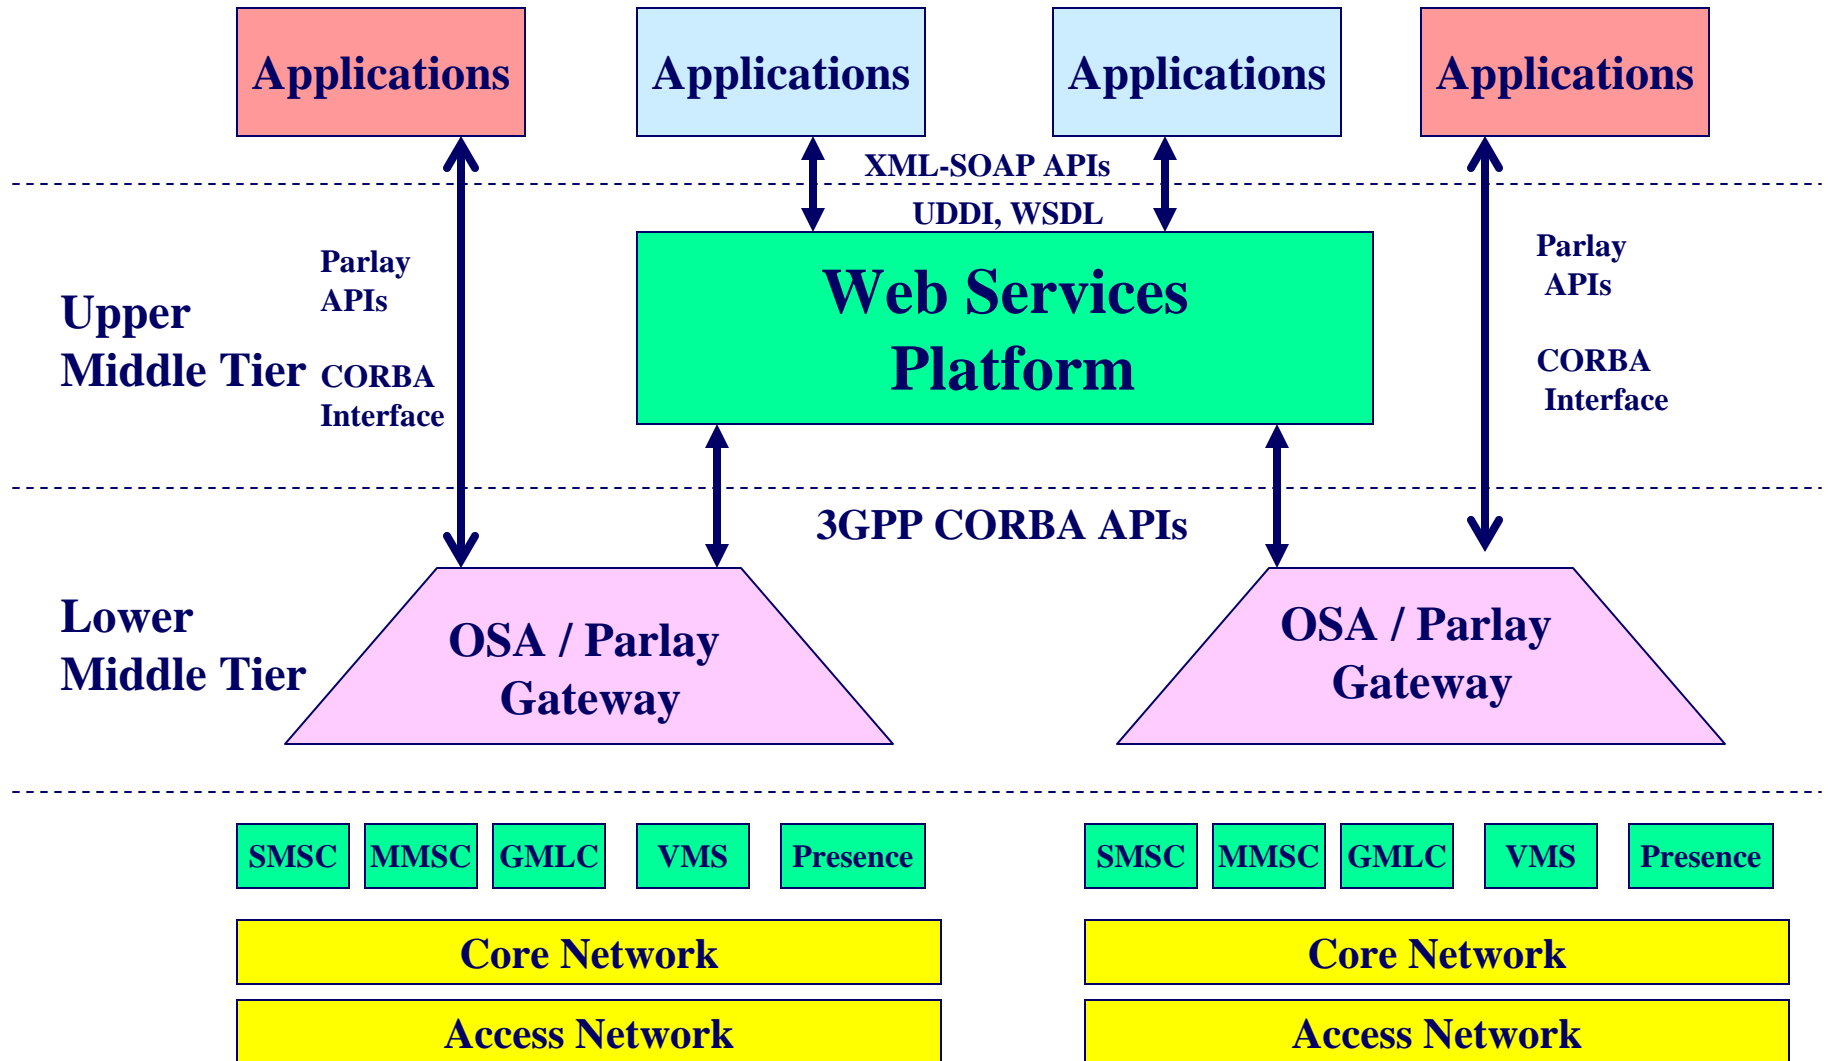 Applications
Applications
Applications
Applications
XML-SOAP APIs
UDDI, WSDL
Parlay
APIs
CORBA
Interface
Parlay
APIs
CORBA
Interface
Upper
Middle Tier
Web Services
Platform
3GPP CORBA APIs
Lower
Middle Tier
OSA / Parlay
Gateway
OSA / Parlay
Gateway
SMSC
MMSC
GMLC
VMS
Presence
SMSC
MMSC
GMLC
VMS
Presence
Core Network
Core Network
Access Network
Access Network